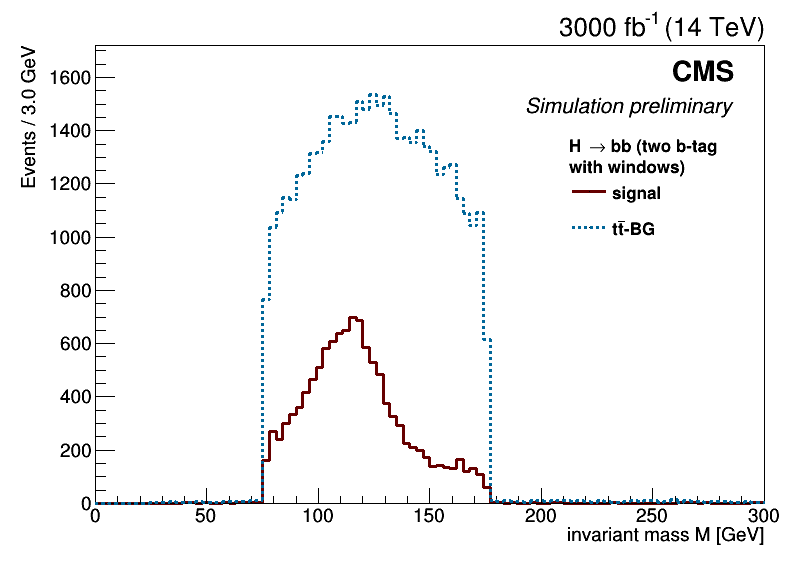 3000 fb⁻¹ (14 TeV)
Events / 3.0 GeV
CMS
Simulation preliminary
H → bb (two b-tag
with windows)
signal
tt̄-BG
1600
1400
1200
1000
800
600
400
200
0
0 50 100 150 200 250 300
invariant mass M [GeV]